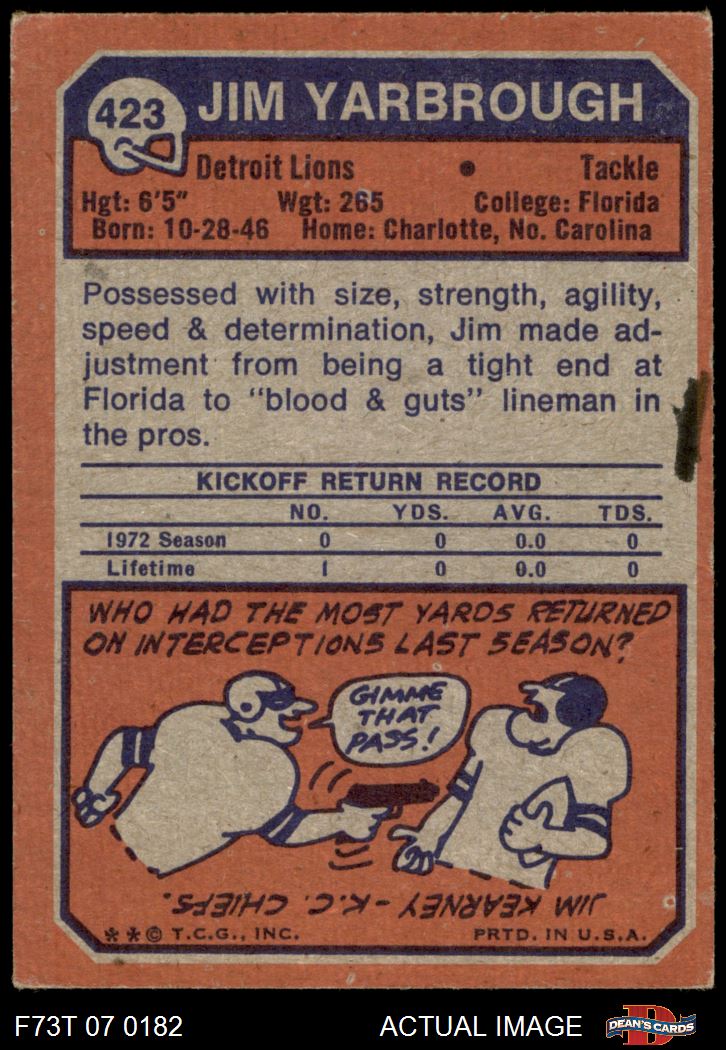 423
JIM YARBROUGH
Detroit Lions • Tackle
Hgt: 6'5" Wgt: 265 College: Florida
Born: 10-28-46 Home: Charlotte, No. Carolina
Possessed with size, strength, agility,
speed & determination, Jim made ad-
justment from being a tight end at
Florida to "blood & guts" lineman in
the pros.
KICKOFF RETURN RECORD
NO. YDS. AVG. TDS.
1972 Season 0 0 0.0 0
Lifetime 1 0 0.0 0
WHO HAD THE MOST YARDS RETURNED
ON INTERCEPTIONS LAST SEASON?
GIMME
THAT
PASS!
JIM KEARNEY - K.C. CHIEFS.
**© T.C.G., INC. PRTD. IN U.S.A.
F73T 07 0182 ACTUAL IMAGE
D
DEAN'S CARDS